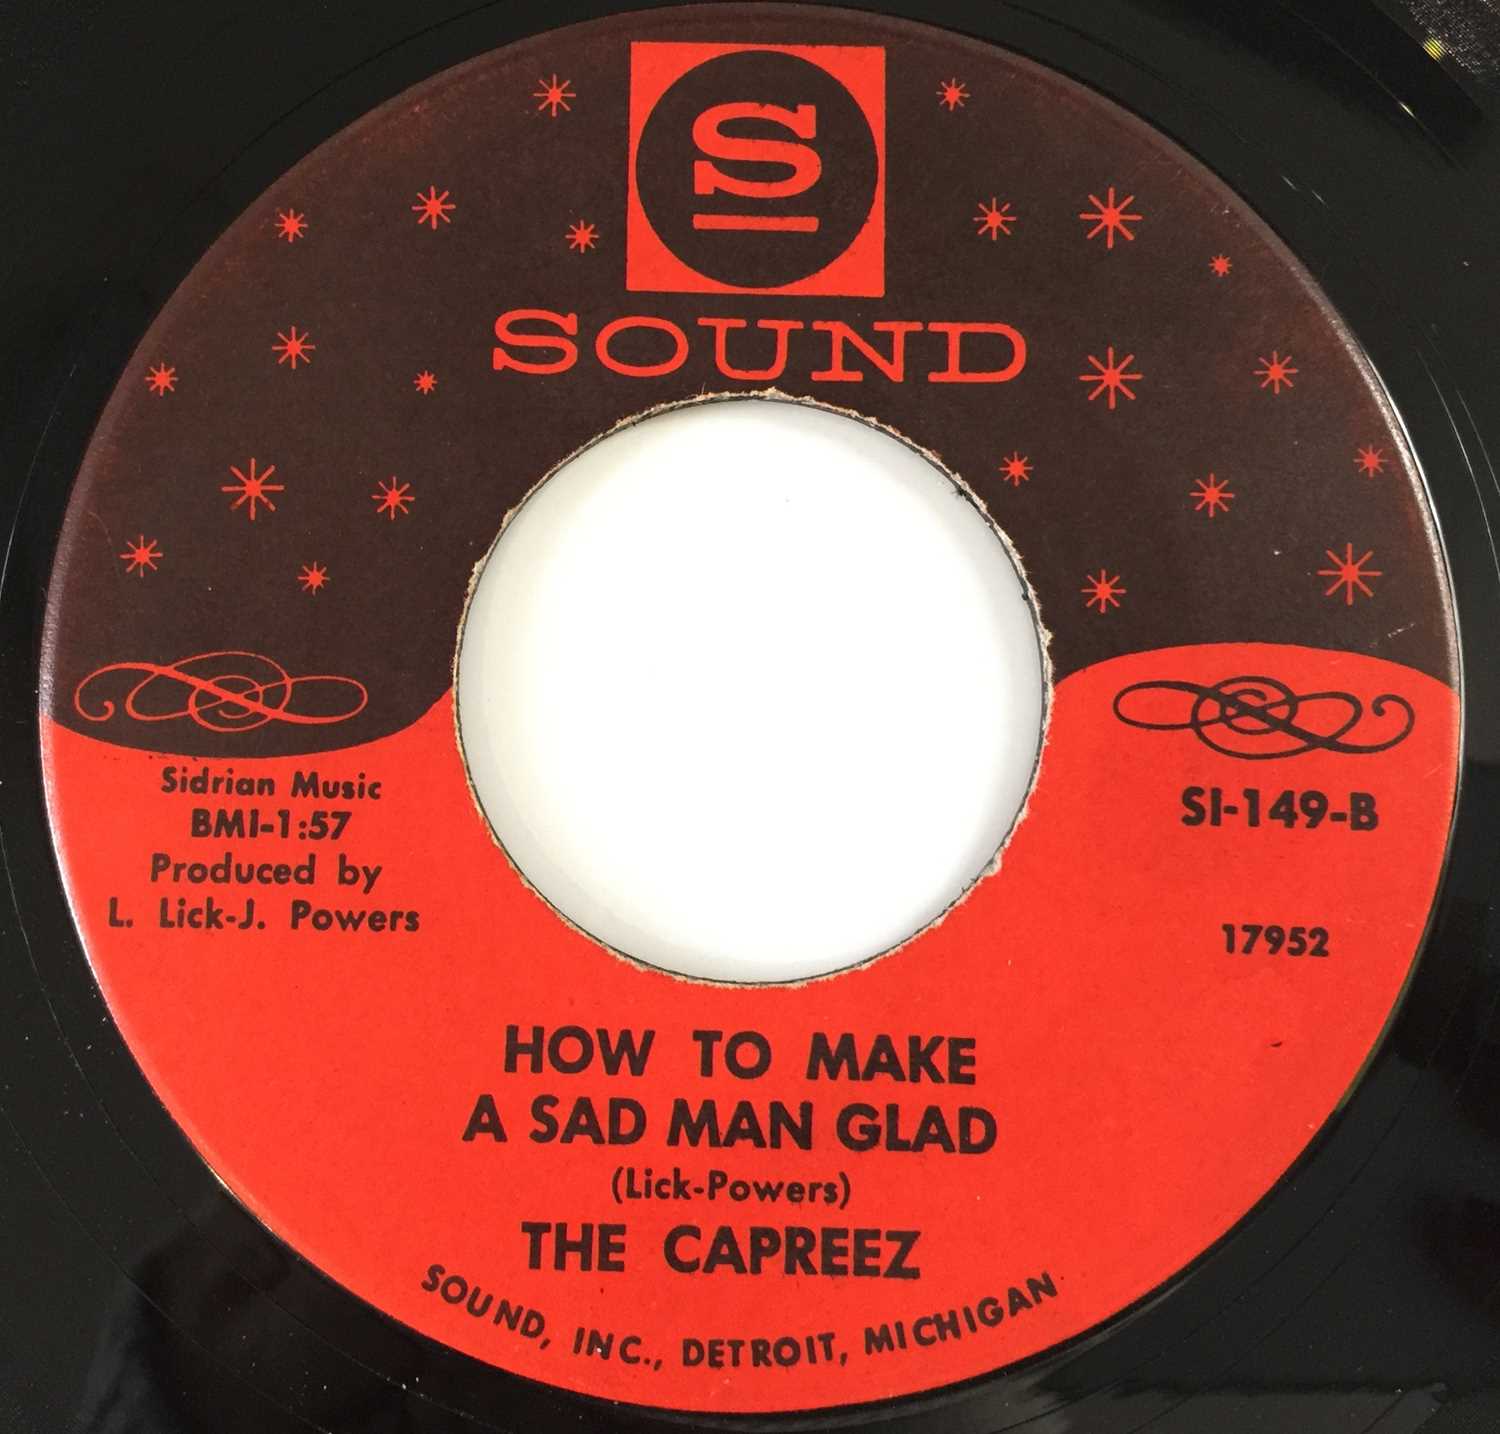 S
SOUND
Sidrian Music
BMI-1:57
Produced by
L. Lick-J. Powers
SI-149-B
17952
HOW TO MAKE
A SAD MAN GLAD
(Lick-Powers)
THE CAPREEZ
SOUND, INC., DETROIT, MICHIGAN